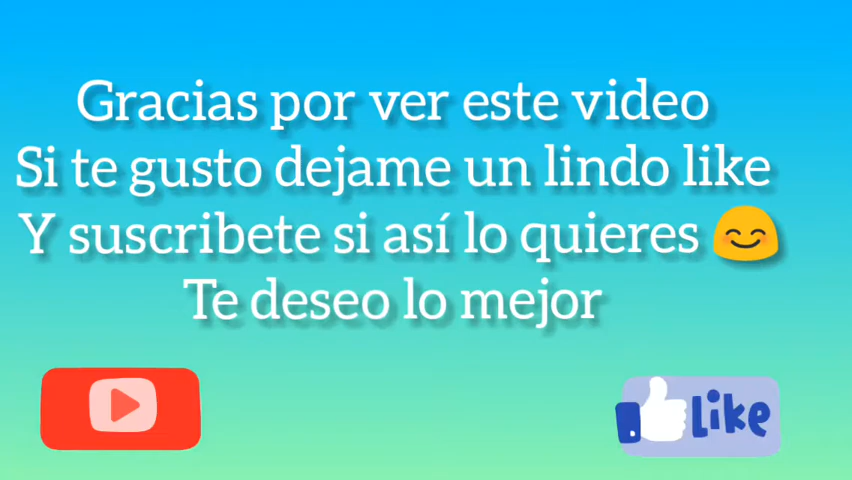 Gracias por ver este video
Si te gusto dejame un lindo like
Y suscribete si así lo quieres 😊
Te deseo lo mejor
Like